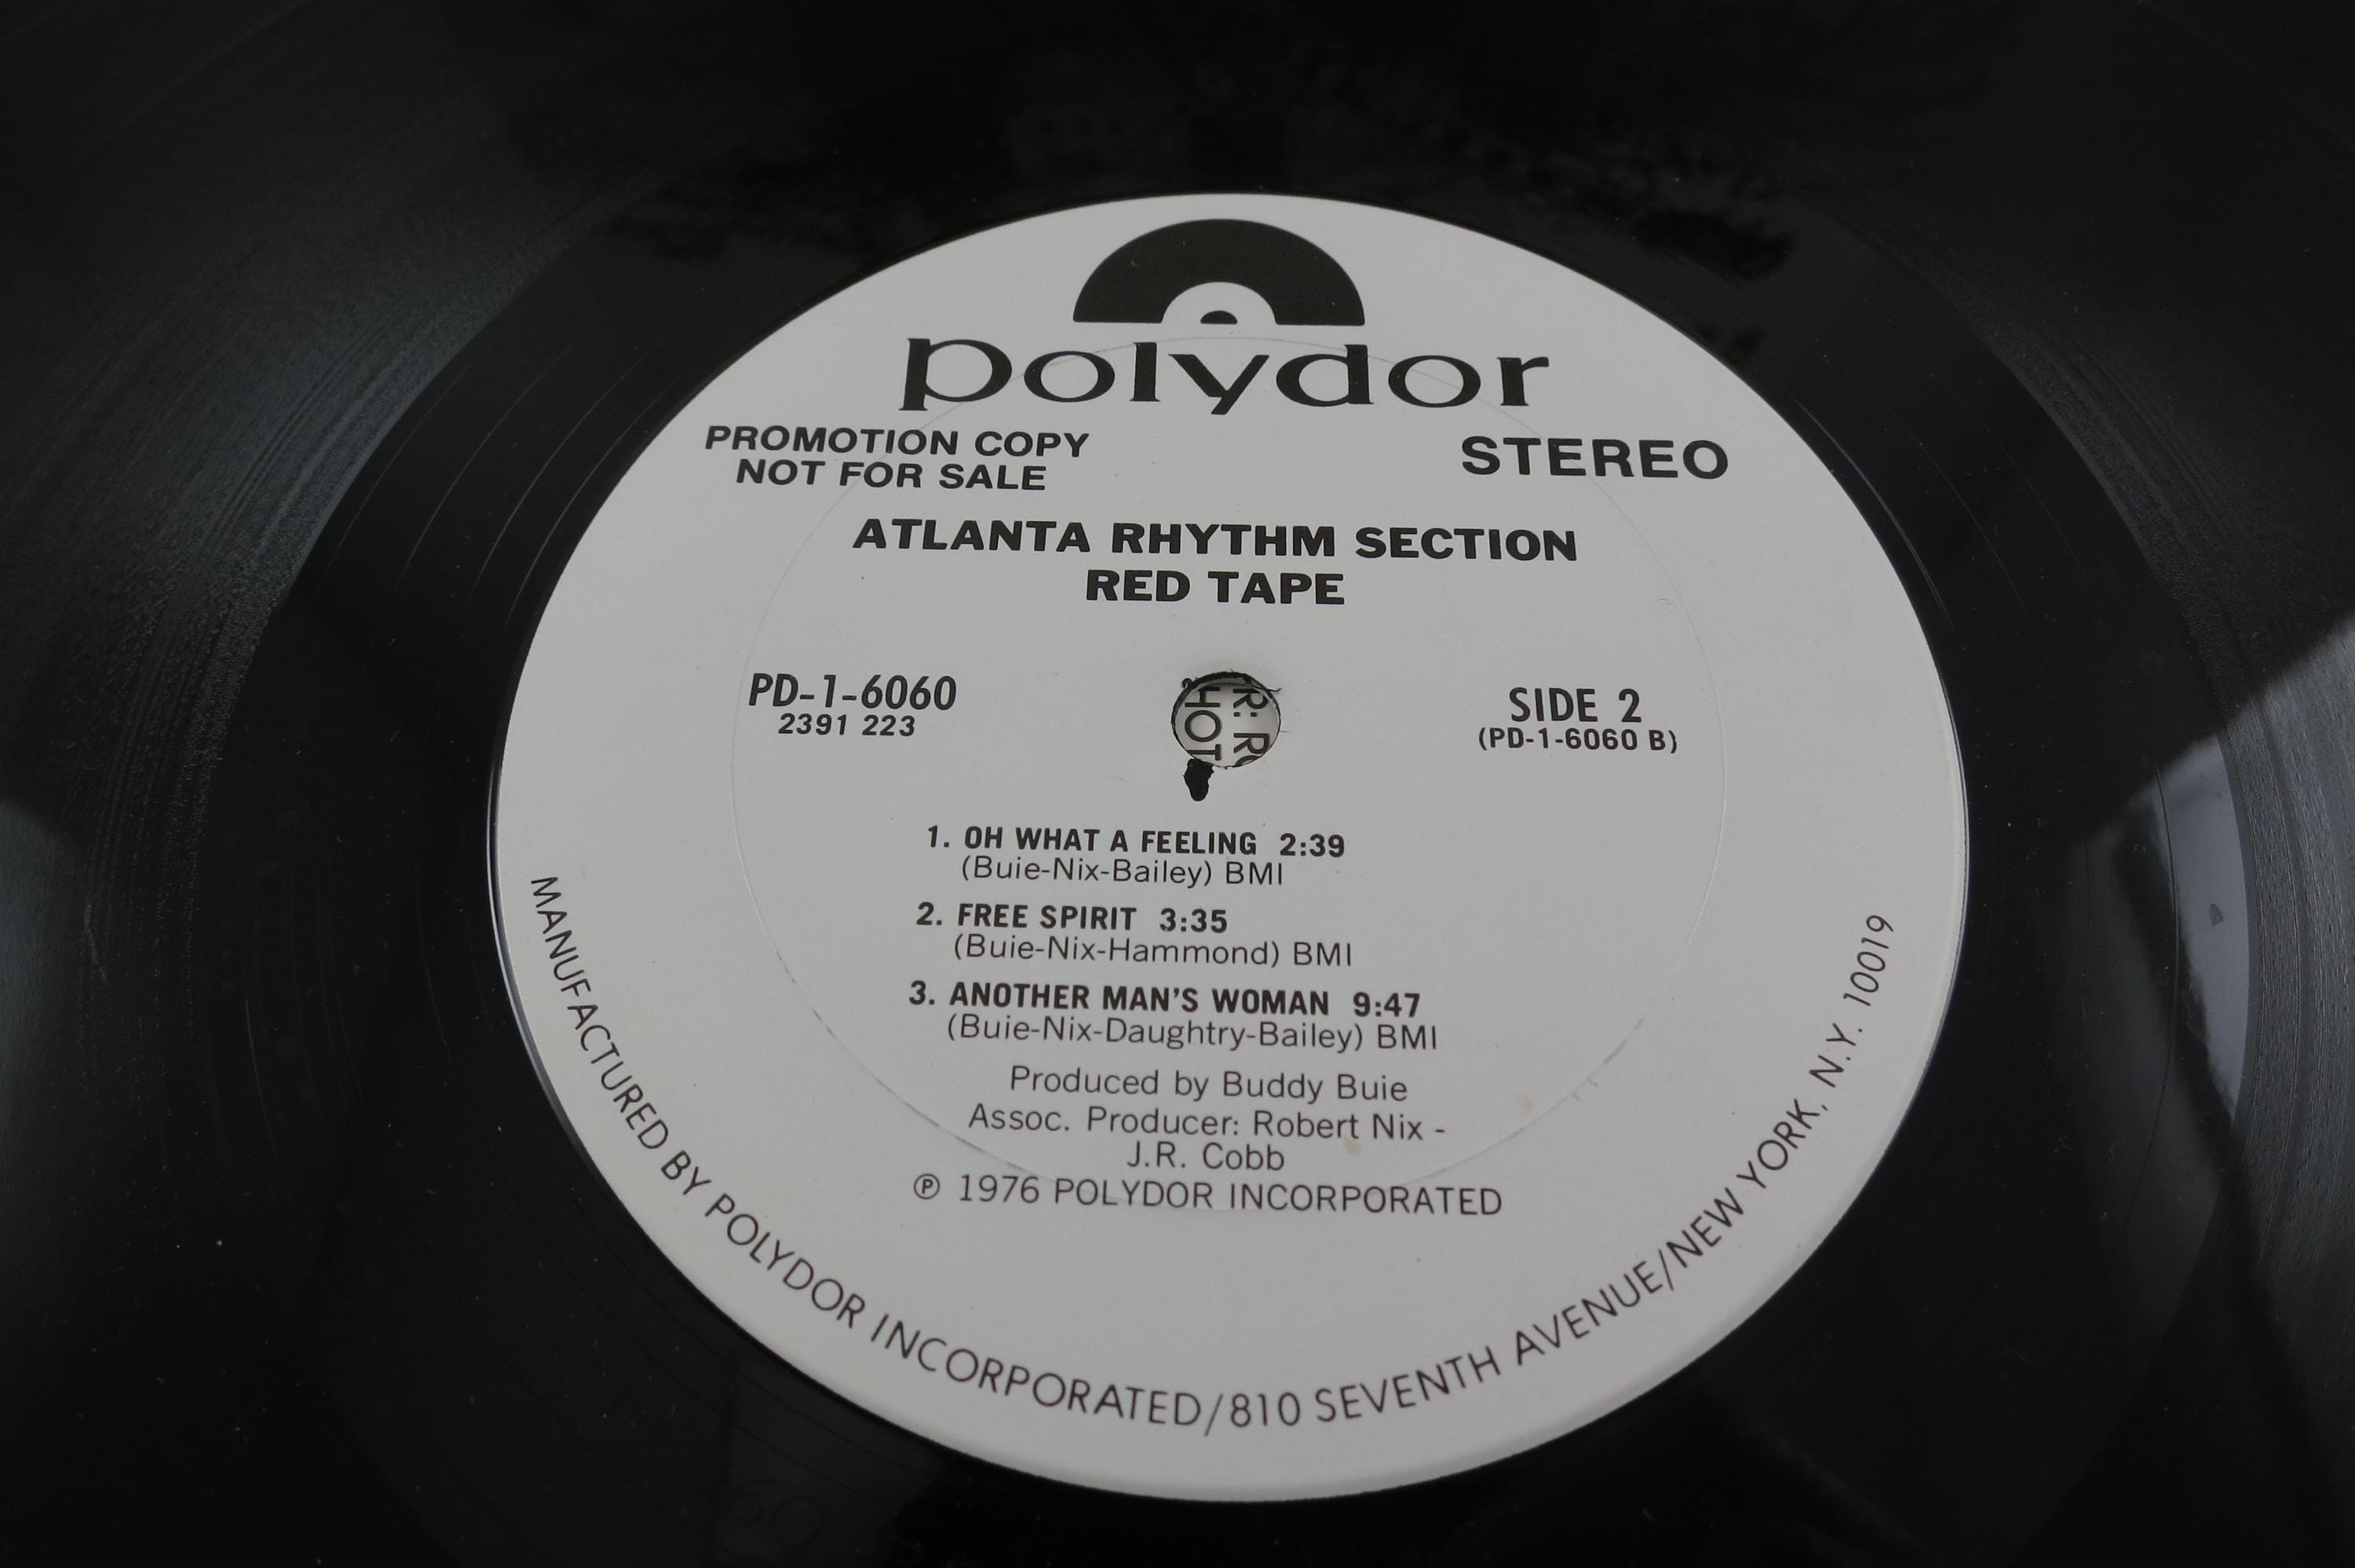 polydor
PROMOTION COPY
NOT FOR SALE
STEREO
ATLANTA RHYTHM SECTION
RED TAPE
PD-1-6060
2391 223
SIDE 2
(PD-1-6060 B)
R: RO
HOT
1. OH WHAT A FEELING 2:39
(Buie-Nix-Bailey) BMI
2. FREE SPIRIT 3:35
(Buie-Nix-Hammond) BMI
3. ANOTHER MAN'S WOMAN 9:47
(Buie-Nix-Daughtry-Bailey) BMI
Produced by Buddy Buie
Assoc. Producer: Robert Nix -
J.R. Cobb
℗ 1976 POLYDOR INCORPORATED
MANUFACTURED BY POLYDOR INCORPORATED/810 SEVENTH AVENUE/NEW YORK, N.Y. 10019